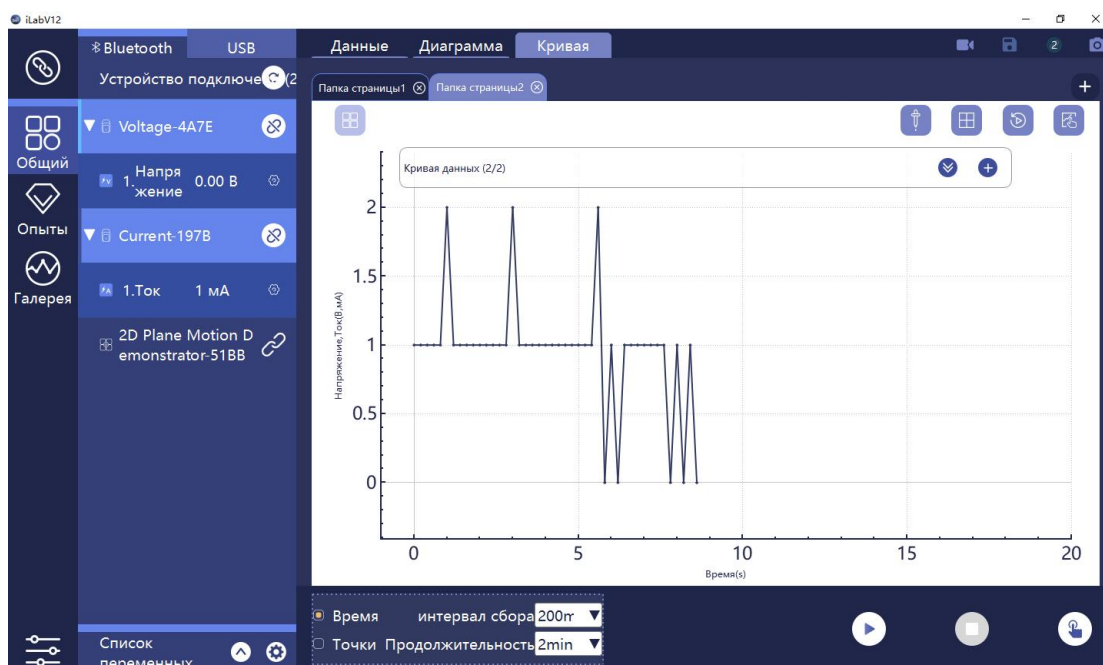 iLabV12
Bluetooth USB
Данные Диаграмма Кривая
2
Устройство подключе (2
Папка страницы1 Папка страницы2
Voltage-4A7E
Общий
1. Напря
жение 0.00 В
Опыты
Current-197B
Галерея
1.Ток 1 мА
2D Plane Motion D
emonstrator-51BB
Кривая данных (2/2)
Напряжение,Ток(В,мА)
2
1.5
1
0.5
0
0 5 10 15 20
Время(s)
Время интервал сбора 200m
Точки Продолжительность 2min
Список
переменных